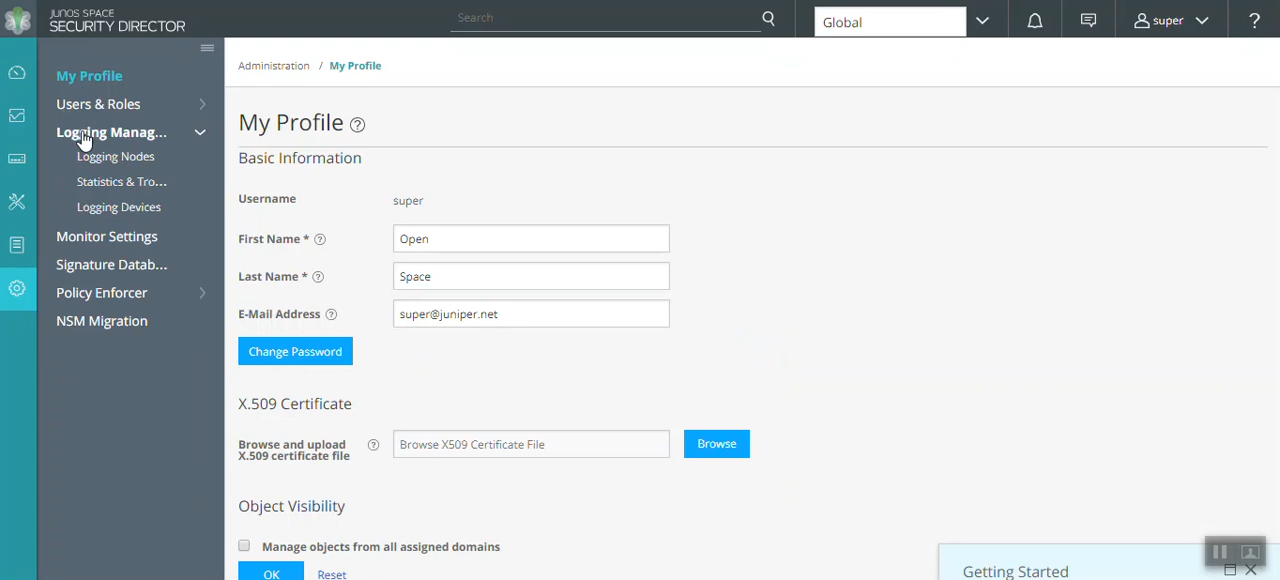 JUNOS SPACE
SECURITY DIRECTOR
Search
Global
super
?
My Profile
Users & Roles
Logging Manag...
Logging Nodes
Statistics & Tro...
Logging Devices
Monitor Settings
Signature Datab...
Policy Enforcer
NSM Migration
Administration / My Profile
My Profile ?
Basic Information
Username super
First Name * ? Open
Last Name * ? Space
E-Mail Address ? super@juniper.net
Change Password
X.509 Certificate
Browse and upload
X.509 certificate file ? Browse X509 Certificate File Browse
Object Visibility
Manage objects from all assigned domains
OK Reset
Getting Started